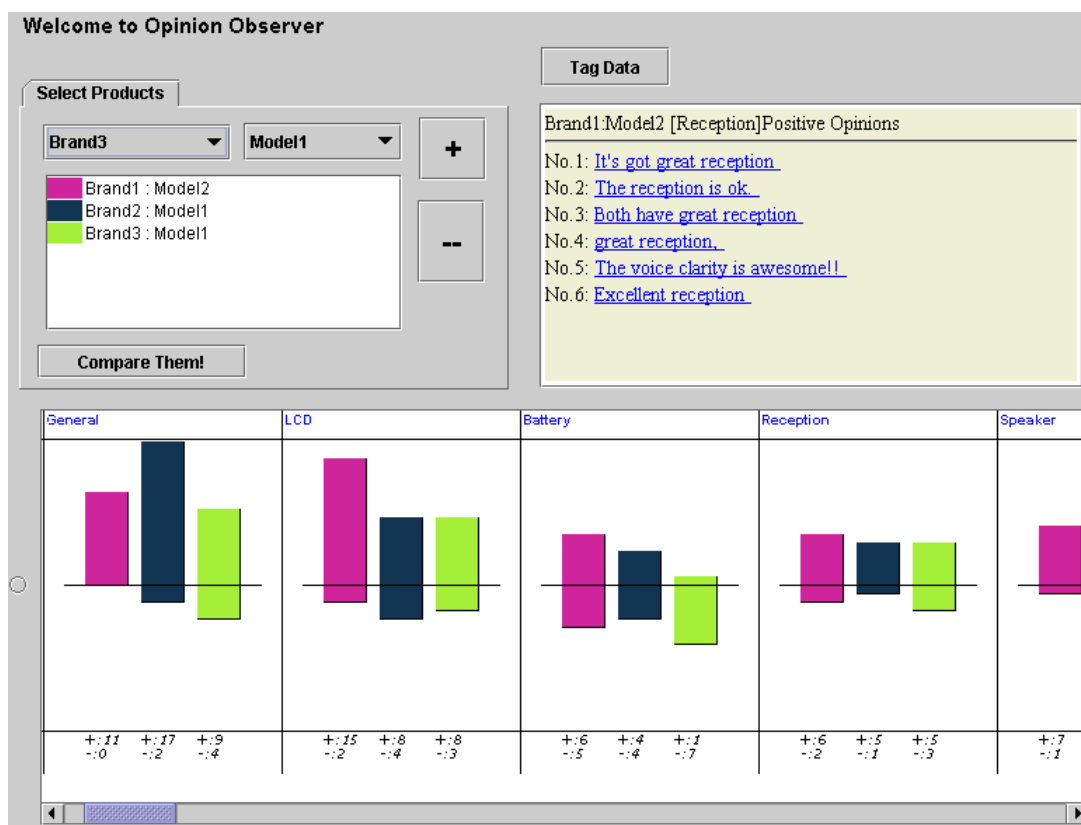 Welcome to Opinion Observer
Tag Data
Select Products
Brand3 Model1 +
Brand1 : Model2
Brand2 : Model1
Brand3 : Model1
--
Compare Them!
Brand1:Model2 [Reception]Positive Opinions
No.1: It's got great reception
No.2: The reception is ok.
No.3: Both have great reception
No.4: great reception,
No.5: The voice clarity is awesome!!
No.6: Excellent reception
General LCD Battery Reception Speaker
+:11 +:17 +:9 +:15 +:8 +:8 +:6 +:4 +:1 +:6 +:5 +:5 +:7
-:0 -:2 -:4 -:2 -:4 -:3 -:5 -:4 -:7 -:2 -:1 -:3 -:1